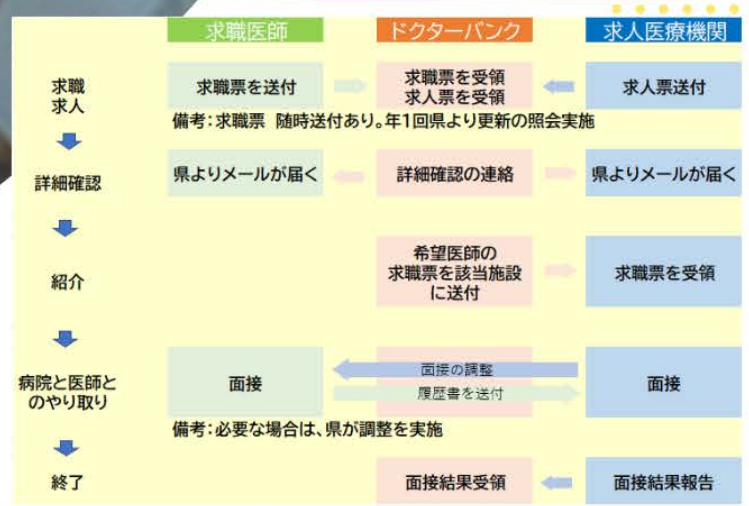 求職医師
ドクターバンク
求人医療機関
求職
求人
求職票を送付
求職票を受領
求人票を受領
求人票送付
備考:求職票 随時送付あり。年1回県より更新の照会実施
詳細確認
県よりメールが届く
詳細確認の連絡
県よりメールが届く
紹介
希望医師の
求職票を該当施設
に送付
求職票を受領
病院と医師と
のやり取り
面接
面接の調整
履歴書を送付
面接
備考:必要な場合は、県が調整を実施
終了
面接結果受領
面接結果報告